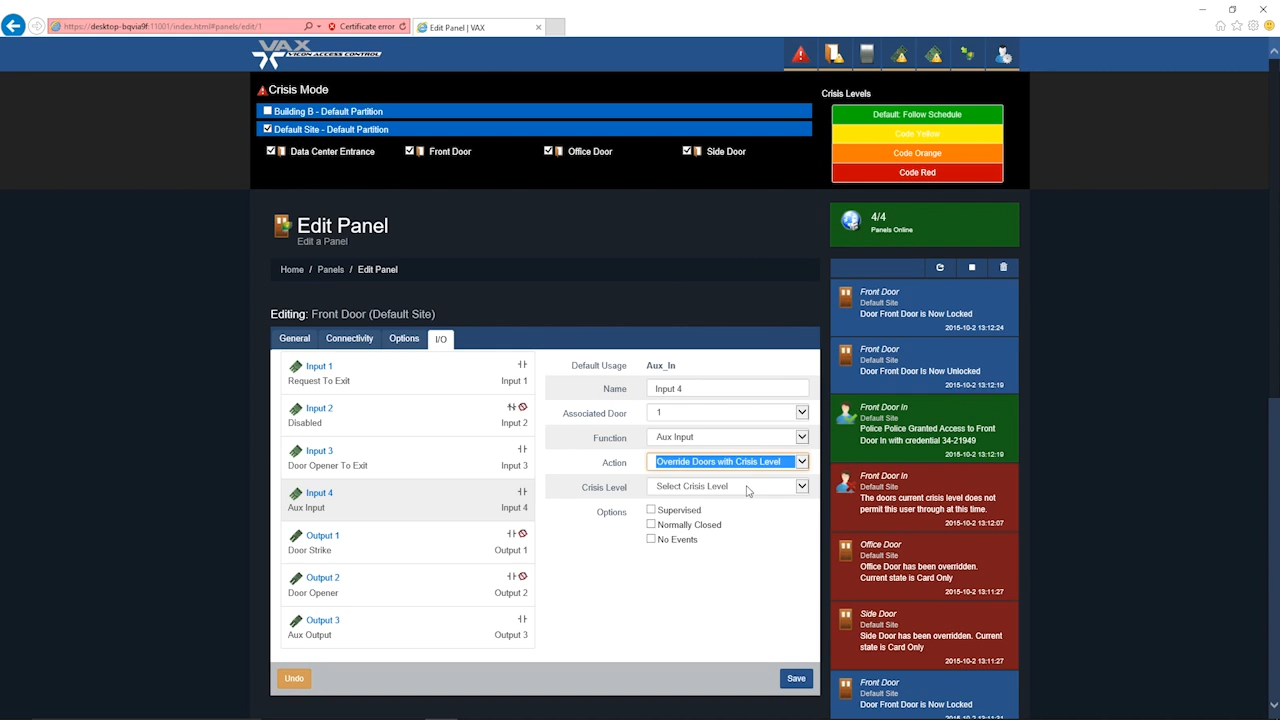 https://desktop-bqvia9f:11001/index.html#panels/edit/1
Certificate error
Edit Panel | VAX
VAX
VICON ACCESS CONTROL
Crisis Mode
Building B - Default Partition
Default Site - Default Partition
Data Center Entrance
Front Door
Office Door
Side Door
Crisis Levels
Default: Follow Schedule
Code Yellow
Code Orange
Code Red
Edit Panel
Edit a Panel
Home / Panels / Edit Panel
Editing: Front Door (Default Site)
General
Connectivity
Options
I/O
Input 1
Request To Exit
Input 1
Input 2
Disabled
Input 2
Input 3
Door Opener To Exit
Input 3
Input 4
Aux Input
Input 4
Output 1
Door Strike
Output 1
Output 2
Door Opener
Output 2
Output 3
Aux Output
Output 3
Default Usage
Aux_In
Name
Input 4
Associated Door
1
Function
Aux Input
Action
Override Doors with Crisis Level
Crisis Level
Select Crisis Level
Options
Supervised
Normally Closed
No Events
Undo
Save
4/4
Panels Online
Front Door
Default Site
Door Front Door is Now Locked
2015-10-2 13:12:24
Front Door
Default Site
Door Front Door Is Now Unlocked
2015-10-2 13:12:19
Front Door In
Default Site
Police Police Granted Access to Front
Door In with credential 34-21949
2015-10-2 13:12:19
Front Door In
Default Site
The doors current crisis level does not
permit this user through at this time.
2015-10-2 13:12:07
Office Door
Default Site
Office Door has been overridden.
Current state is Card Only
2015-10-2 13:11:27
Side Door
Default Site
Side Door has been overridden. Current
state is Card Only
2015-10-2 13:11:27
Front Door
Default Site
Door Front Door is Now Locked